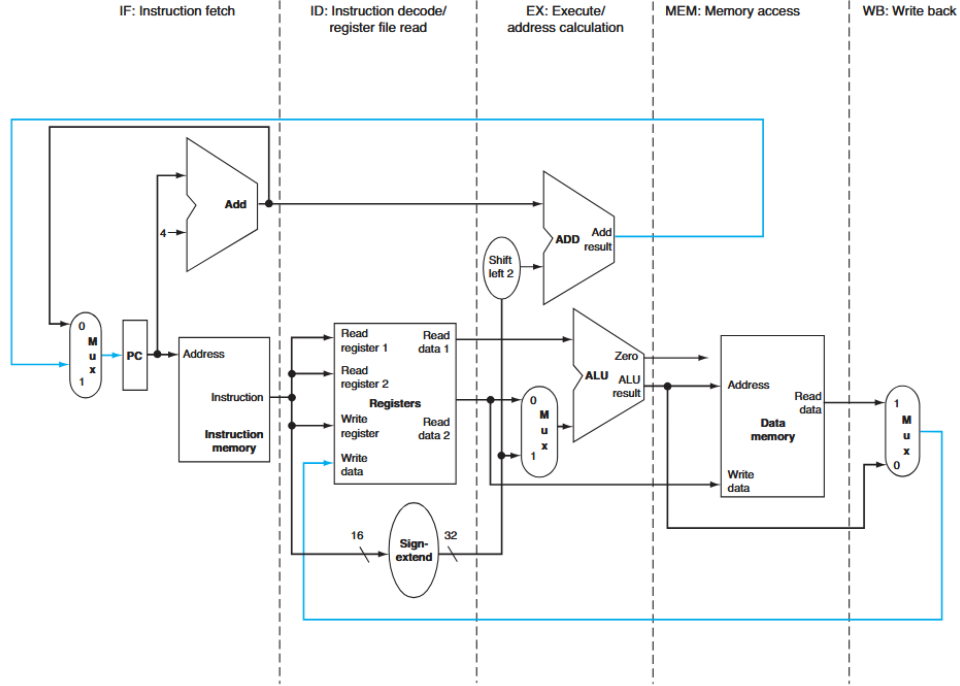 IF: Instruction fetch
ID: Instruction decode/
register file read
EX: Execute/
address calculation
MEM: Memory access
WB: Write back
Add
4
ADD
Add
result
Shift
left 2
0
M
u
x
1
PC
Address
Instruction
Instruction
memory
Read
register 1
Read
register 2
Write
register
Write
data
Registers
Read
data 1
Read
data 2
16
Sign-
extend
32
0
M
u
x
1
Zero
ALU
ALU
result
Address
Read
data
Data
memory
Write
data
1
M
u
x
0